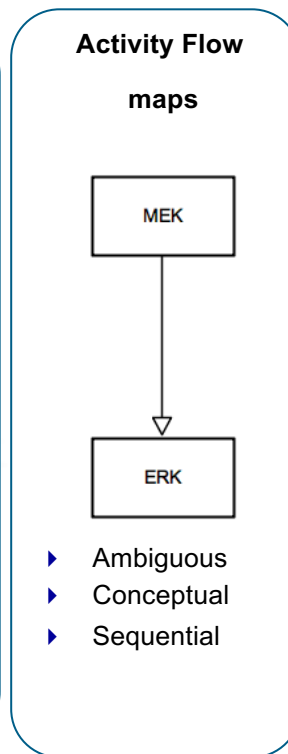 Activity Flow
maps
MEK
ERK
Ambiguous
Conceptual
Sequential